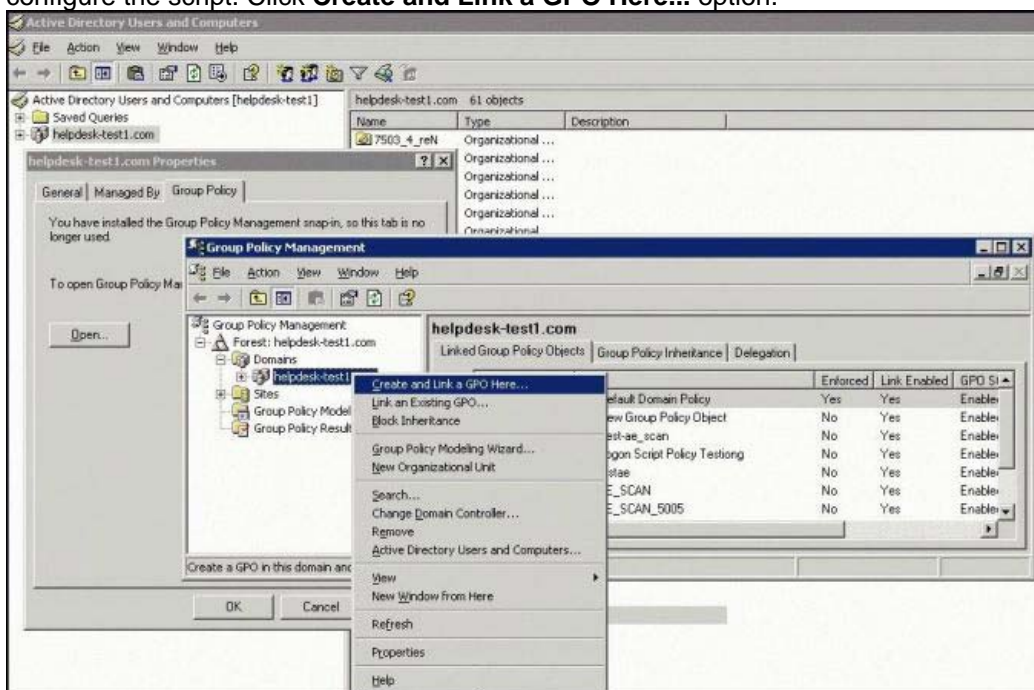 configure the script. Click Create and Link a GPO Here... option.
Active Directory Users and Computers
File Action View Window Help
Active Directory Users and Computers [helpdesk-test1]
Saved Queries
helpdesk-test1.com
helpdesk-test1.com 61 objects
Name Type Description
7503_4_reN Organizational ...
Organizational ...
Organizational ...
Organizational ...
Organizational ...
Organizational
helpdesk-test1.com Properties
General Managed By Group Policy
You have installed the Group Policy Management snap-in, so this tab is no
longer used.
To open Group Policy Ma
Open...
OK Cancel
Group Policy Management
File Action View Window Help
Group Policy Management
Forest: helpdesk-test1.com
Domains
helpdesk-test1
Sites
Group Policy Model
Group Policy Result
Create a GPO in this domain and
helpdesk-test1.com
Linked Group Policy Objects Group Policy Inheritance Delegation
Enforced Link Enabled GPO St
efault Domain Policy Yes Yes Enable
ew Group Policy Object No Yes Enable
est-ae_scan No Yes Enable
ogon Script Policy Testiong No Yes Enable
stae No Yes Enable
E_SCAN No Yes Enable
E_SCAN_5005 No Yes Enable
Create and Link a GPO Here...
Link an Existing GPO...
Block Inheritance
Group Policy Modeling Wizard...
New Organizational Unit
Search...
Change Domain Controller...
Remove
Active Directory Users and Computers...
View
New Window from Here
Refresh
Properties
Help